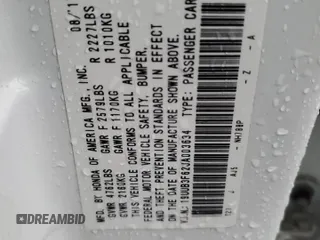 MFD. BY HONDA OF AMERICA MFG., INC. 08/1
GVWR 4762LBS GAWR F 2579LBS R 2227LBS
GVWR 2160KG GAWR F 1170KG R 1010KG
THIS VEHICLE CONFORMS TO ALL APPLICABLE
FEDERAL MOTOR VEHICLE SAFETY, BUMPER,
AND THEFT PREVENTION STANDARDS IN EFFECT
ON THE DATE OF MANUFACTURE SHOWN ABOVE.
V.I.N.: 19UUB3F62JA003634 TYPE: PASSENGER CAR
NH788P
A - Z -
DREAMBID